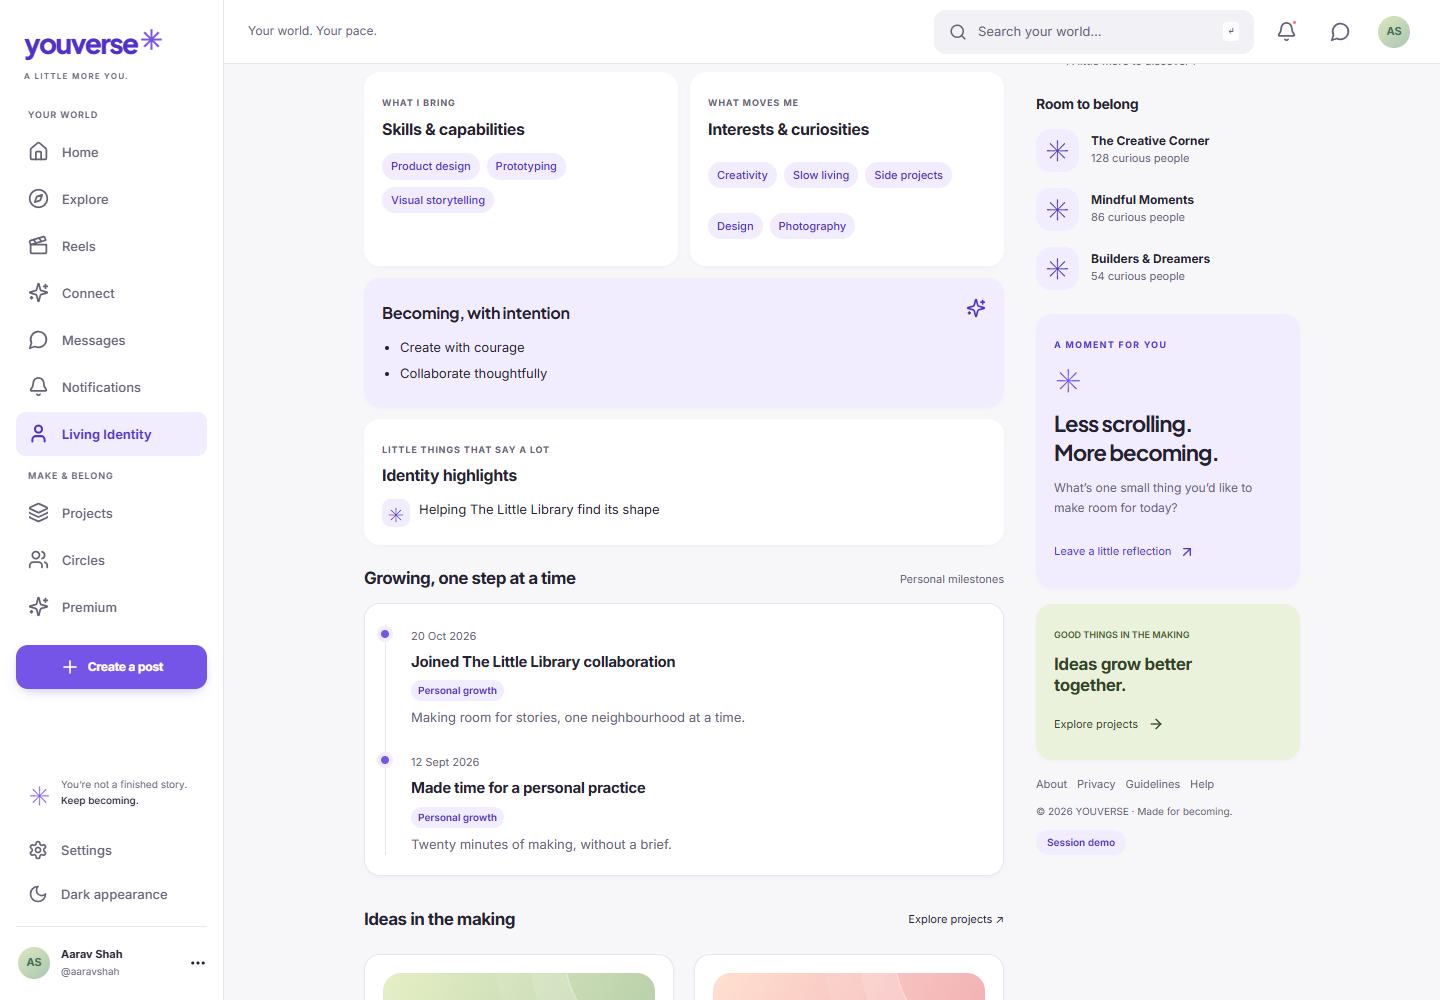 youverse
A LITTLE MORE YOU.
YOUR WORLD
Home
Explore
Reels
Connect
Messages
Notifications
Living Identity
MAKE & BELONG
Projects
Circles
Premium
Create a post
You're not a finished story.
Keep becoming.
Settings
Dark appearance
AS
Aarav Shah
@aaravshah
Your world. Your pace.
Search your world...
AS
WHAT I BRING
Skills & capabilities
Product design
Prototyping
Visual storytelling
WHAT MOVES ME
Interests & curiosities
Creativity
Slow living
Side projects
Design
Photography
Becoming, with intention
• Create with courage
• Collaborate thoughtfully
LITTLE THINGS THAT SAY A LOT
Identity highlights
Helping The Little Library find its shape
Growing, one step at a time
Personal milestones
20 Oct 2026
Joined The Little Library collaboration
Personal growth
Making room for stories, one neighbourhood at a time.
12 Sept 2026
Made time for a personal practice
Personal growth
Twenty minutes of making, without a brief.
Ideas in the making
Explore projects ↗
Room to belong
The Creative Corner
128 curious people
Mindful Moments
86 curious people
Builders & Dreamers
54 curious people
A MOMENT FOR YOU
Less scrolling.
More becoming.
What's one small thing you'd like to
make room for today?
Leave a little reflection
GOOD THINGS IN THE MAKING
Ideas grow better
together.
Explore projects
About Privacy Guidelines Help
© 2026 YOUVERSE · Made for becoming.
Session demo